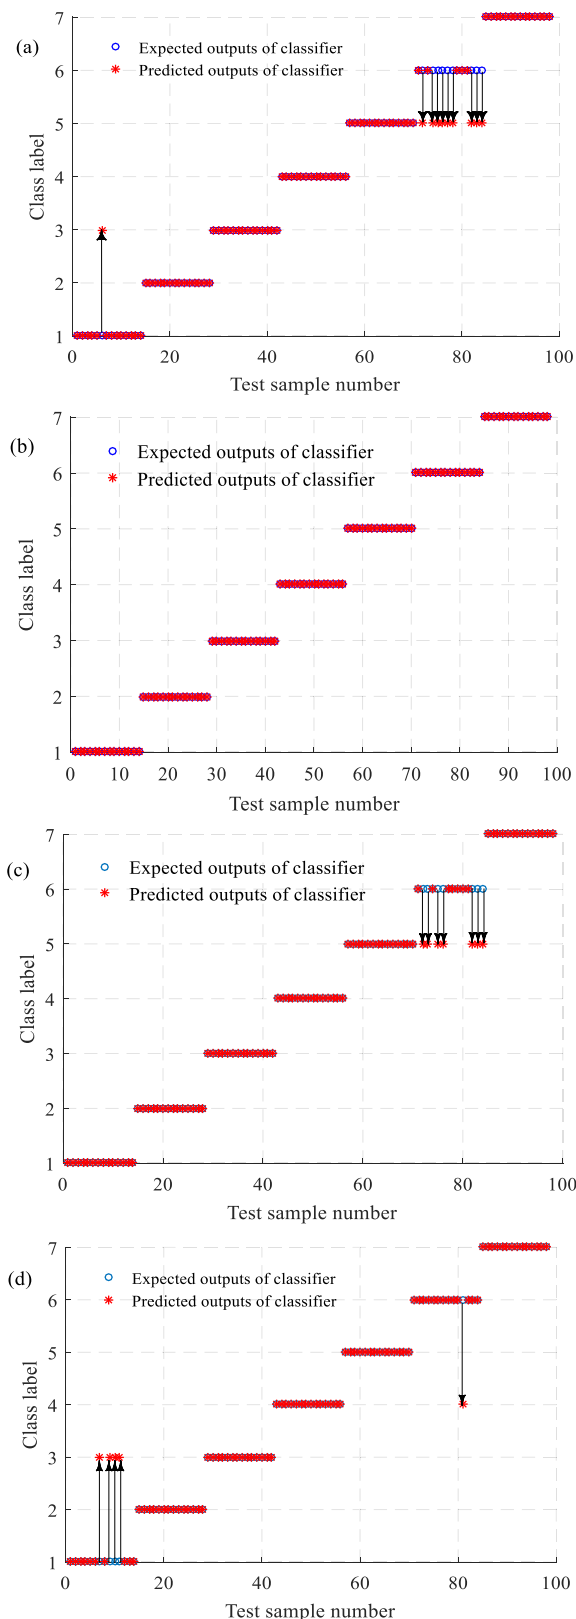 (a)
7
6
5
4
3
2
1
Class label
Expected outputs of classifier
Predicted outputs of classifier
0 20 40 60 80 100
Test sample number
(b)
7
6
5
4
3
2
1
Class label
Expected outputs of classifier
Predicted outputs of classifier
0 10 20 30 40 50 60 70 80 90 100
Test sample number
(c)
7
6
5
4
3
2
1
Class label
Expected outputs of classifier
Predicted outputs of classifier
0 20 40 60 80 100
Test sample number
(d)
7
6
5
4
3
2
1
Class label
Expected outputs of classifier
Predicted outputs of classifier
0 20 40 60 80 100
Test sample number